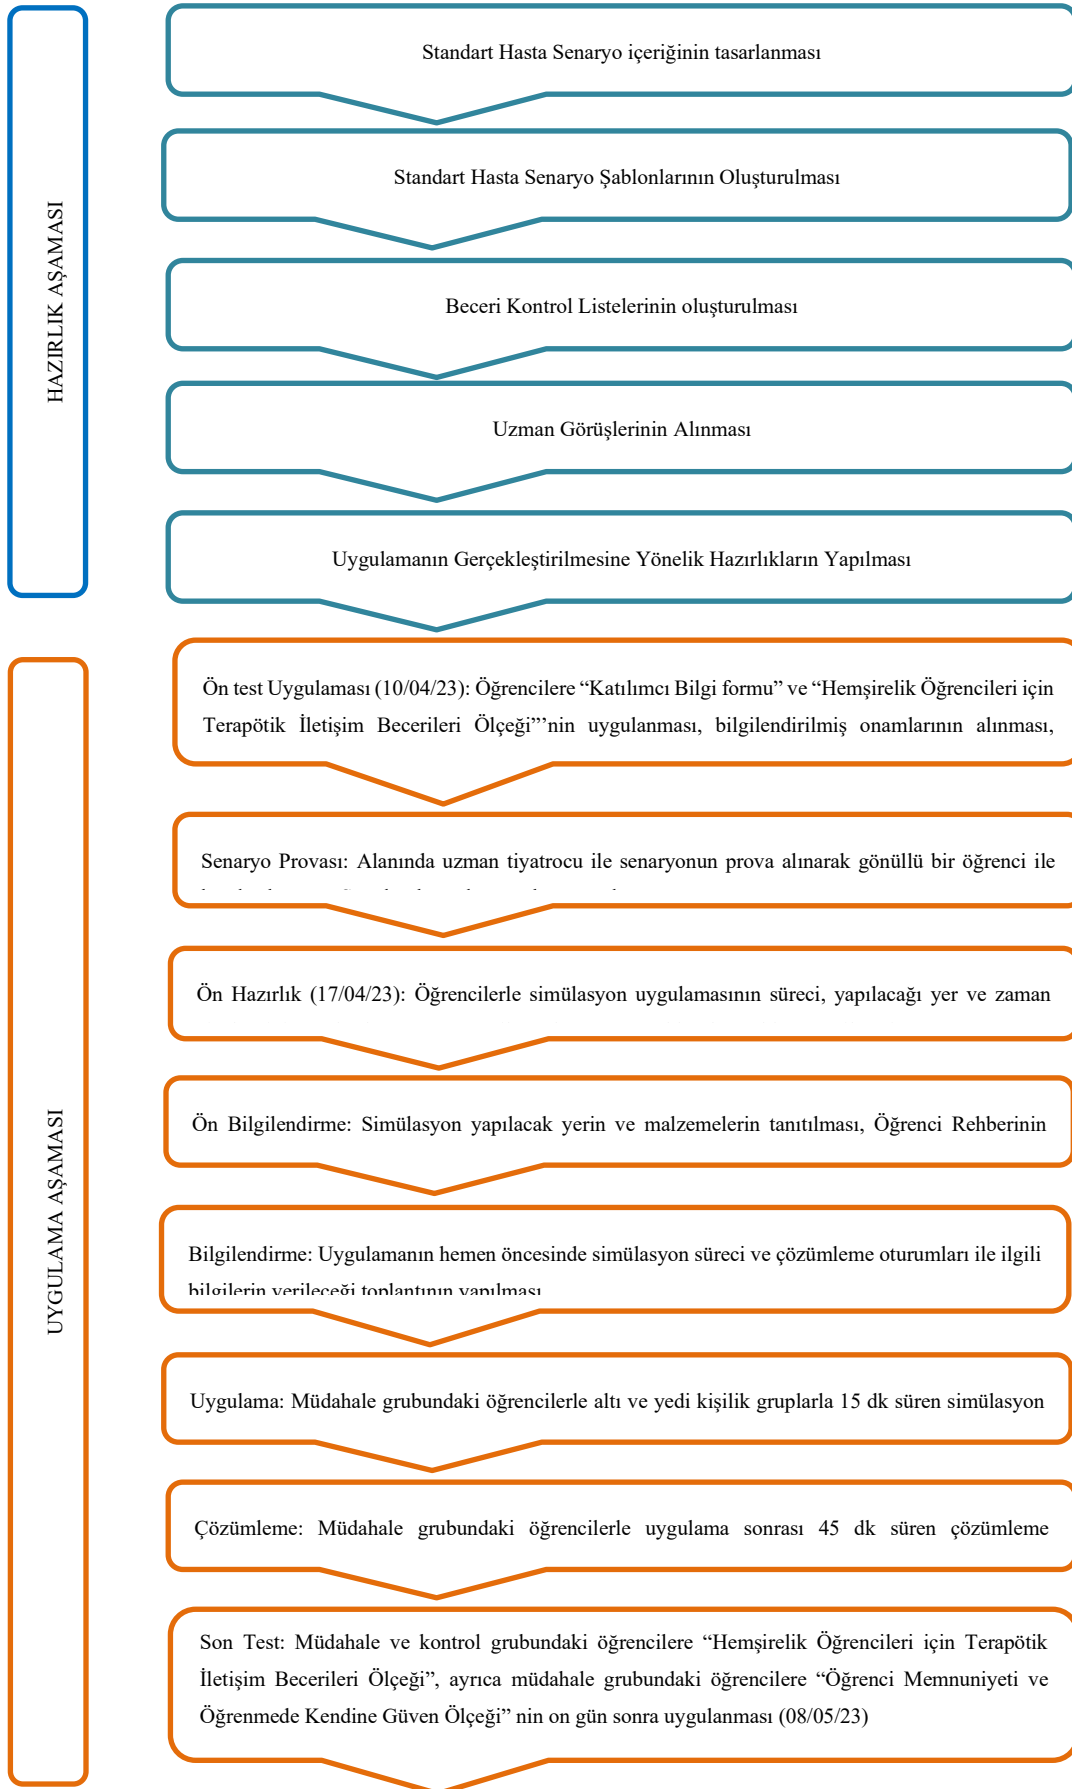 HAZIRLIK AŞAMASI
Standart Hasta Senaryo içeriğinin tasarlanması
Standart Hasta Senaryo Şablonlarının Oluşturulması
Beceri Kontrol Listelerinin oluşturulması
Uzman Görüşlerinin Alınması
Uygulamanın Gerçekleştirilmesine Yönelik Hazırlıkların Yapılması
UYGULAMA AŞAMASI
Ön test Uygulaması (10/04/23): Öğrencilere “Katılımcı Bilgi formu” ve “Hemşirelik Öğrencileri için
Terapötik İletişim Becerileri Ölçeği”’nin uygulanması, bilgilendirilmiş onamlarının alınması,
Senaryo Provası: Alanında uzman tiyatrocu ile senaryonun prova alınarak gönüllü bir öğrenci ile
Ön Hazırlık (17/04/23): Öğrencilerle simülasyon uygulamasının süreci, yapılacağı yer ve zaman
Ön Bilgilendirme: Simülasyon yapılacak yerin ve malzemelerin tanıtılması, Öğrenci Rehberinin
Bilgilendirme: Uygulamanın hemen öncesinde simülasyon süreci ve çözümleme oturumları ile ilgili
bilgilerin verileceği toplantının yapılması
Uygulama: Müdahale grubundaki öğrencilerle altı ve yedi kişilik gruplarla 15 dk süren simülasyon
Çözümleme: Müdahale grubundaki öğrencilerle uygulama sonrası 45 dk süren çözümleme
Son Test: Müdahale ve kontrol grubundaki öğrencilere “Hemşirelik Öğrencileri için Terapötik
İletişim Becerileri Ölçeği”, ayrıca müdahale grubundaki öğrencilere “Öğrenci Memnuniyeti ve
Öğrenmede Kendine Güven Ölçeği” nin on gün sonra uygulanması (08/05/23)